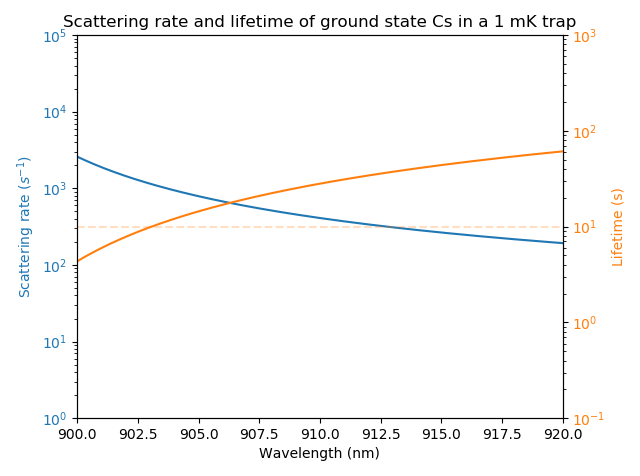 Scattering rate and lifetime of ground state Cs in a 1 mK trap
10^5
10^4
10^3
10^2
10^1
10^0
Scattering rate (s^{-1})
10^3
10^2
10^1
10^0
10^{-1}
Lifetime (s)
900.0 902.5 905.0 907.5 910.0 912.5 915.0 917.5 920.0
Wavelength (nm)